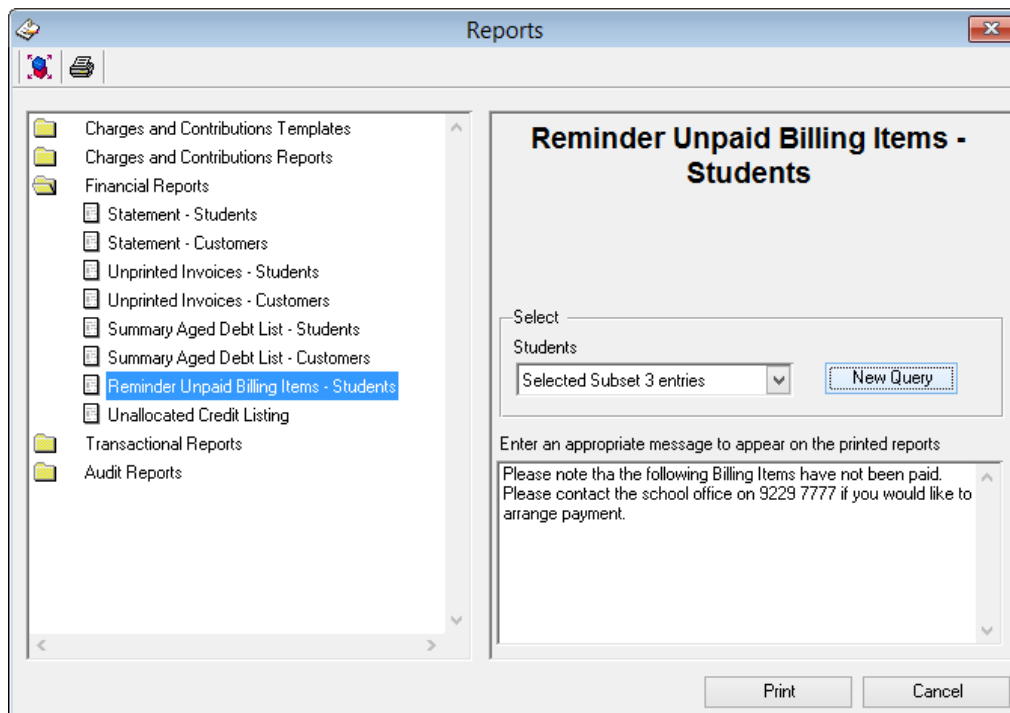 Reports
Charges and Contributions Templates
Charges and Contributions Reports
Financial Reports
Statement - Students
Statement - Customers
Unprinted Invoices - Students
Unprinted Invoices - Customers
Summary Aged Debt List - Students
Summary Aged Debt List - Customers
Reminder Unpaid Billing Items - Students
Unallocated Credit Listing
Transactional Reports
Audit Reports
Reminder Unpaid Billing Items -
Students
Select
Students
Selected Subset 3 entries
New Query
Enter an appropriate message to appear on the printed reports
Please note tha the following Billing Items have not been paid.
Please contact the school office on 9229 7777 if you would like to
arrange payment.
Print
Cancel